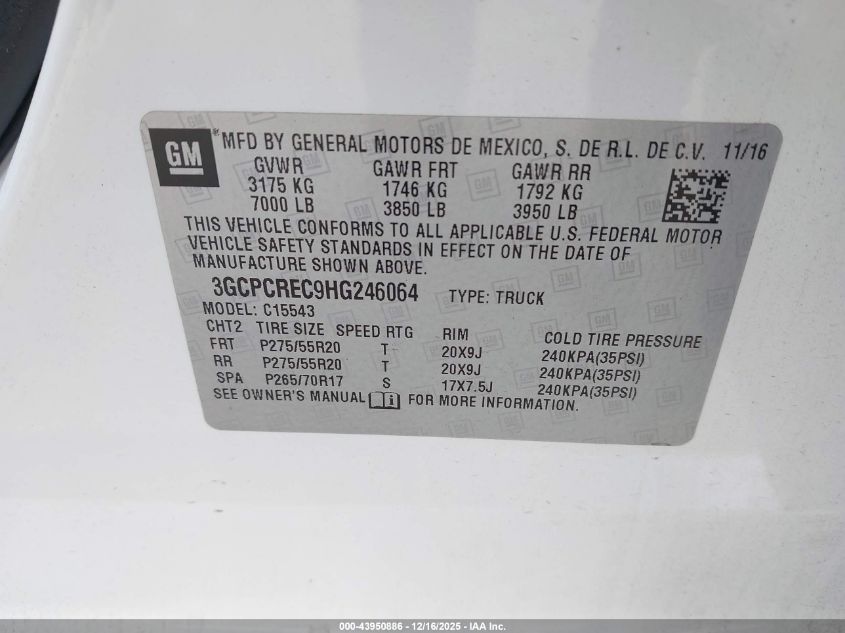 GM
MFD BY GENERAL MOTORS DE MEXICO, S. DE R.L. DE C.V. 11/16
GVWR GAWR FRT GAWR RR
3175 KG 1746 KG 1792 KG
7000 LB 3850 LB 3950 LB
THIS VEHICLE CONFORMS TO ALL APPLICABLE U.S. FEDERAL MOTOR
VEHICLE SAFETY STANDARDS IN EFFECT ON THE DATE OF
MANUFACTURE SHOWN ABOVE.
3GCPCREC9HG246064 TYPE: TRUCK
MODEL: C15543
CHT2 TIRE SIZE SPEED RTG RIM COLD TIRE PRESSURE
FRT P275/55R20 T 20X9J 240KPA(35PSI)
RR P275/55R20 T 20X9J 240KPA(35PSI)
SPA P265/70R17 S 17X7.5J 240KPA(35PSI)
SEE OWNER'S MANUAL FOR MORE INFORMATION.
000-43950886 - 12/16/2025 - IAA Inc.